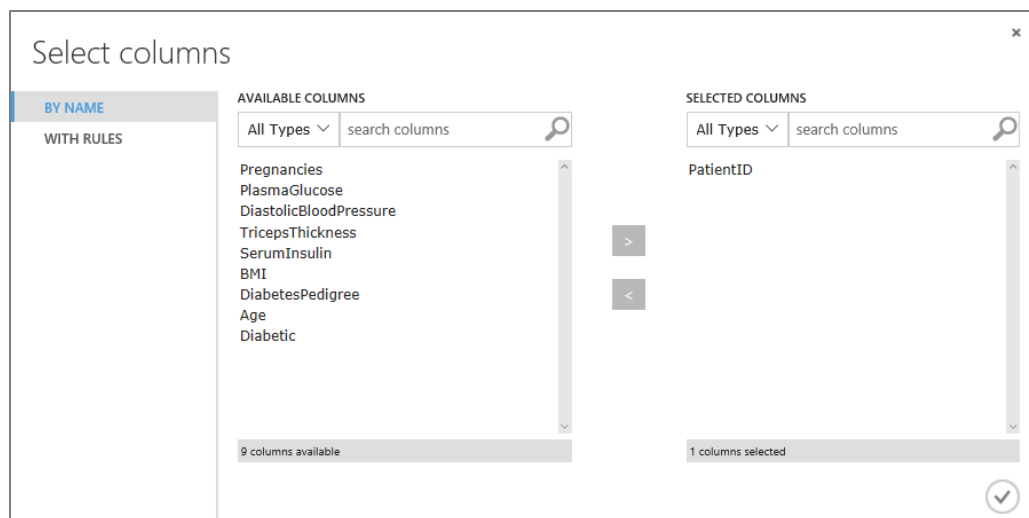 Select columns
BY NAME
WITH RULES
AVAILABLE COLUMNS
All Types
search columns
Pregnancies
PlasmaGlucose
DiastolicBloodPressure
TricepsThickness
SerumInsulin
BMI
DiabetesPedigree
Age
Diabetic
9 columns available
>
<
SELECTED COLUMNS
All Types
search columns
PatientID
1 columns selected